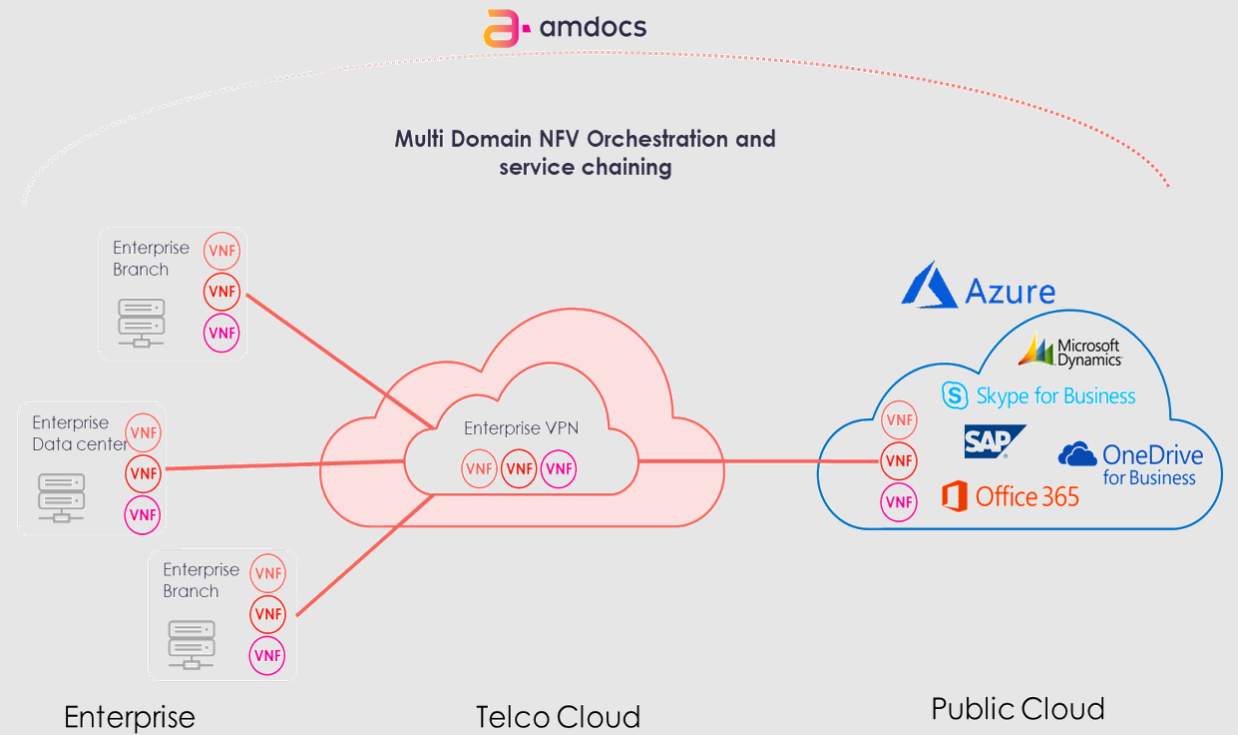 amdocs
Multi Domain NFV Orchestration and
service chaining
Enterprise
Branch
VNF
VNF
VNF
Enterprise
Data center
VNF
VNF
VNF
Enterprise
Branch
VNF
VNF
VNF
Enterprise VPN
VNF VNF VNF
Azure
Microsoft
Dynamics
Skype for Business
VNF
VNF
VNF
SAP
OneDrive
for Business
Office 365
Enterprise
Telco Cloud
Public Cloud